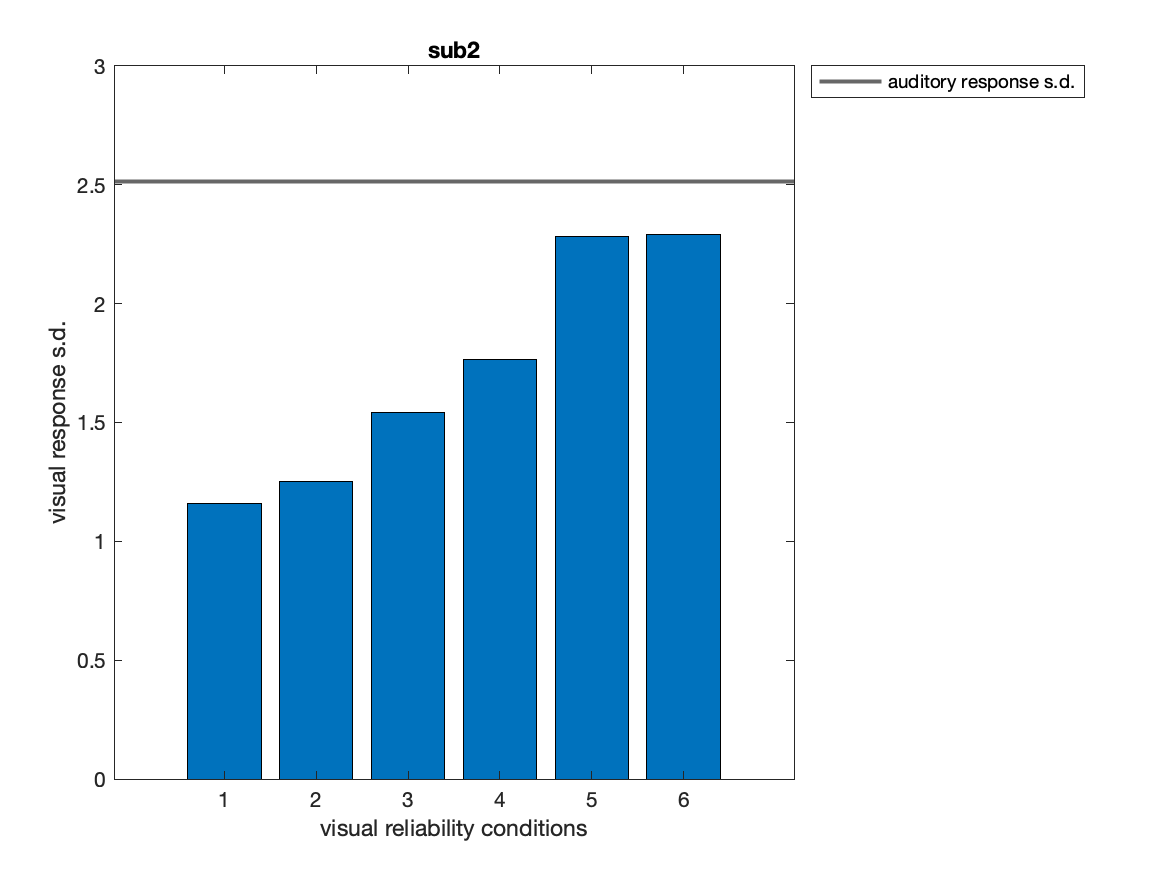 sub2
auditory response s.d.
3
2.5
2
1.5
1
0.5
0
visual response s.d.
1 2 3 4 5 6
visual reliability conditions